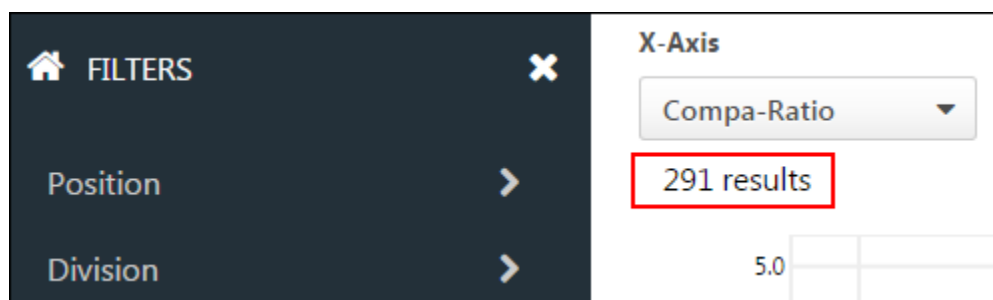 FILTERS
Position
Division
X-Axis
Compa-Ratio
291 results
5.0